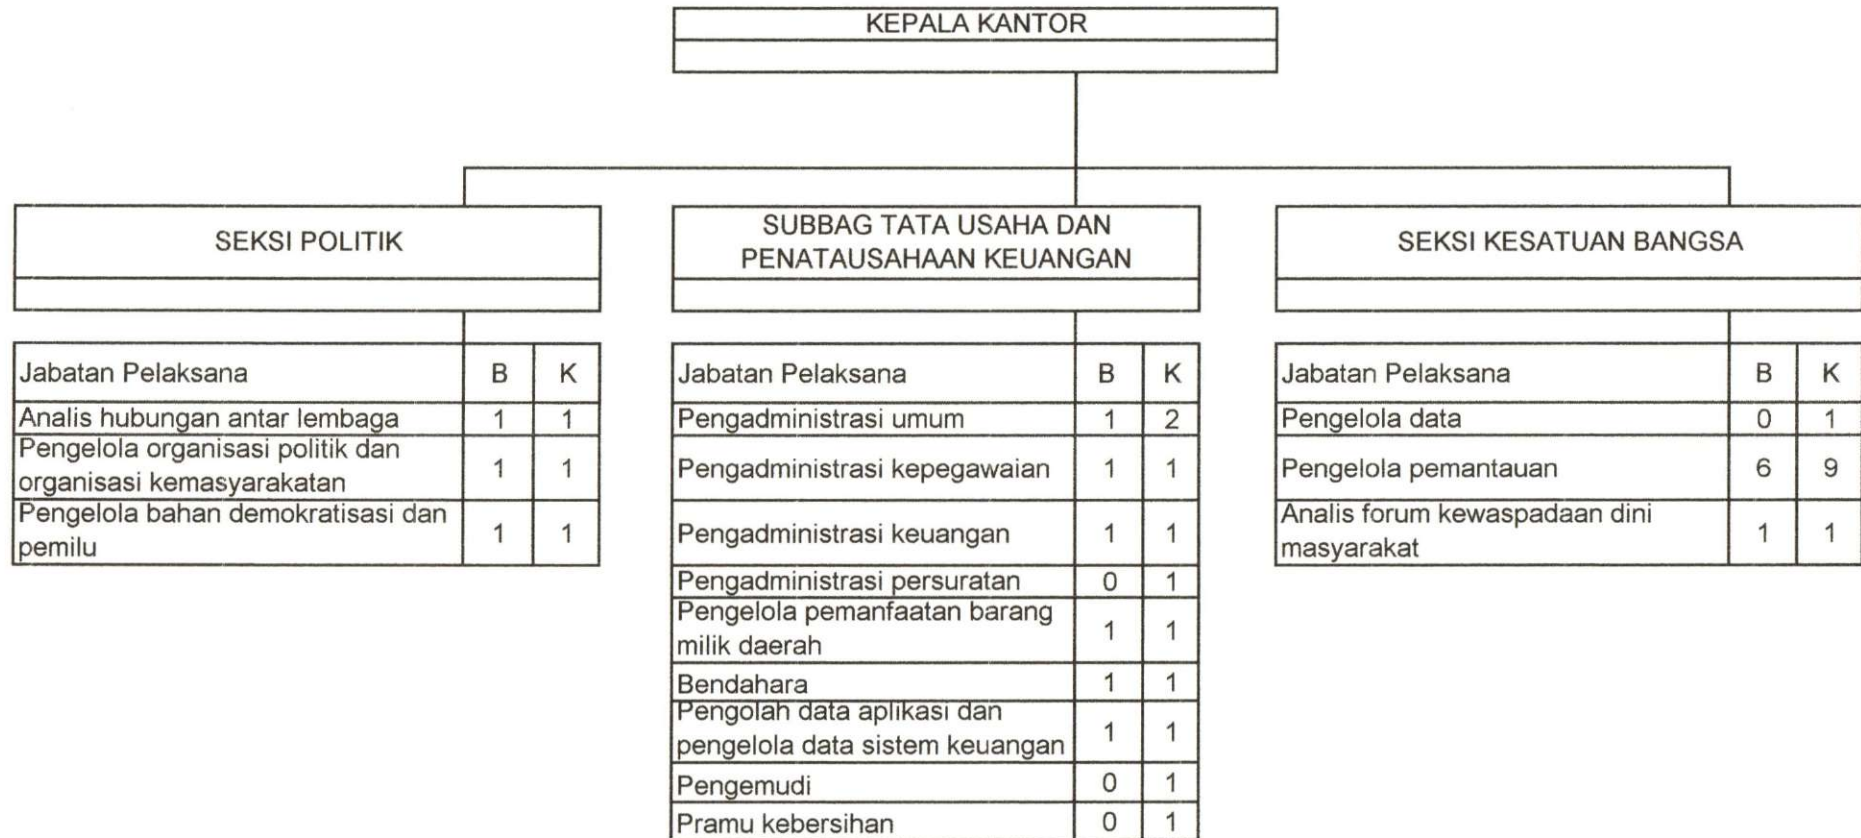 KEPALA KANTOR
SEKSI POLITIK
SUBBAG TATA USAHA DAN
PENATAUSAHAAN KEUANGAN
SEKSI KESATUAN BANGSA
Jabatan Pelaksana B K
Analis hubungan antar lembaga 1 1
Pengelola organisasi politik dan
organisasi kemasyarakatan 1 1
Pengelola bahan demokratisasi dan
pemilu 1 1
Jabatan Pelaksana B K
Pengadministrasi umum 1 2
Pengadministrasi kepegawaian 1 1
Pengadministrasi keuangan 1 1
Pengadministrasi persuratan 0 1
Pengelola pemanfaatan barang
milik daerah 1 1
Bendahara 1 1
Pengolah data aplikasi dan
pengelola data sistem keuangan 1 1
Pengemudi 0 1
Pramu kebersihan 0 1
Jabatan Pelaksana B K
Pengelola data 0 1
Pengelola pemantauan 6 9
Analis forum kewaspadaan dini
masyarakat 1 1